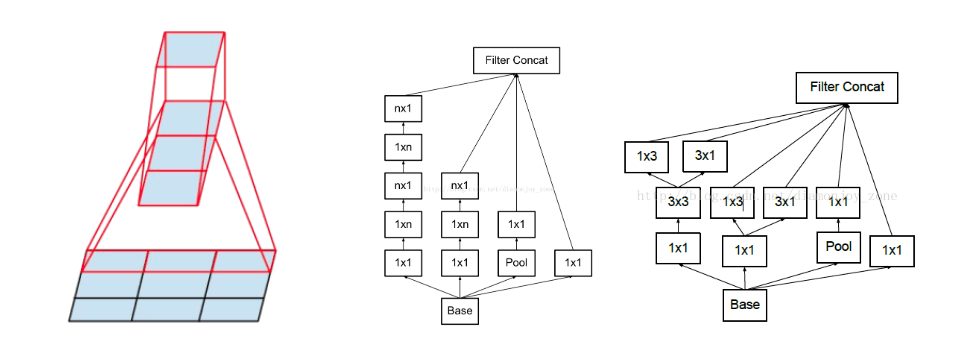 Filter Concat
nx1
1xn
nx1
nx1
1xn
1xn
1x1
1x1
1x1
Pool
1x1
Base
Filter Concat
1x3
3x1
3x3
1x3
3x1
1x1
1x1
1x1
Pool
1x1
Base